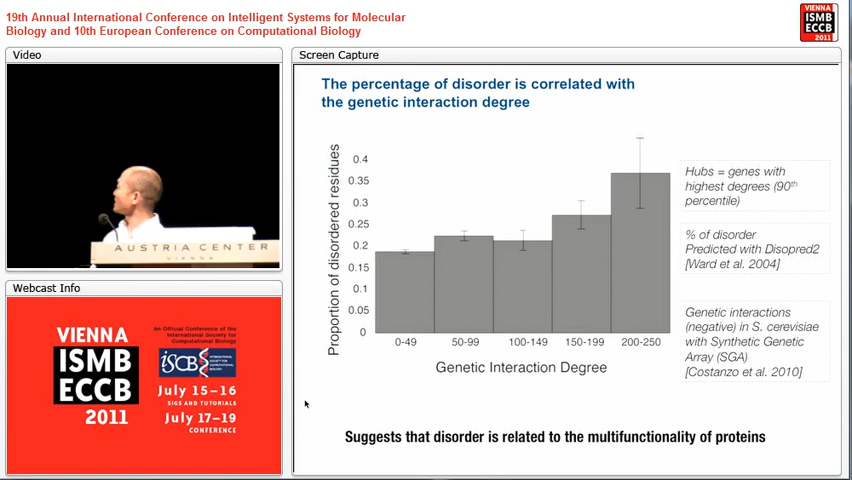 19th Annual International Conference on Intelligent Systems for Molecular
Biology and 10th European Conference on Computational Biology
VIENNA
ISMB
ECCB
2011
Video
AUSTRIA CENTER
VIENNA
Webcast Info
VIENNA
ISMB
ECCB
2011
An Official Conference of the
International Society for
Computational Biology
ISCB
INTERNATIONAL
SOCIETY FOR
COMPUTATIONAL
BIOLOGY
July 15–16
SIGS AND TUTORIALS
July 17–19
CONFERENCE
Screen Capture
The percentage of disorder is correlated with
the genetic interaction degree
Proportion of disordered residues
0.4
0.35
0.3
0.25
0.2
0.15
0.1
0.05
0
0-49 50-99 100-149 150-199 200-250
Genetic Interaction Degree
Hubs = genes with
highest degrees (90th
percentile)
% of disorder
Predicted with Disopred2
[Ward et al. 2004]
Genetic interactions
(negative) in S. cerevisiae
with Synthetic Genetic
Array (SGA)
[Costanzo et al. 2010]
Suggests that disorder is related to the multifunctionality of proteins